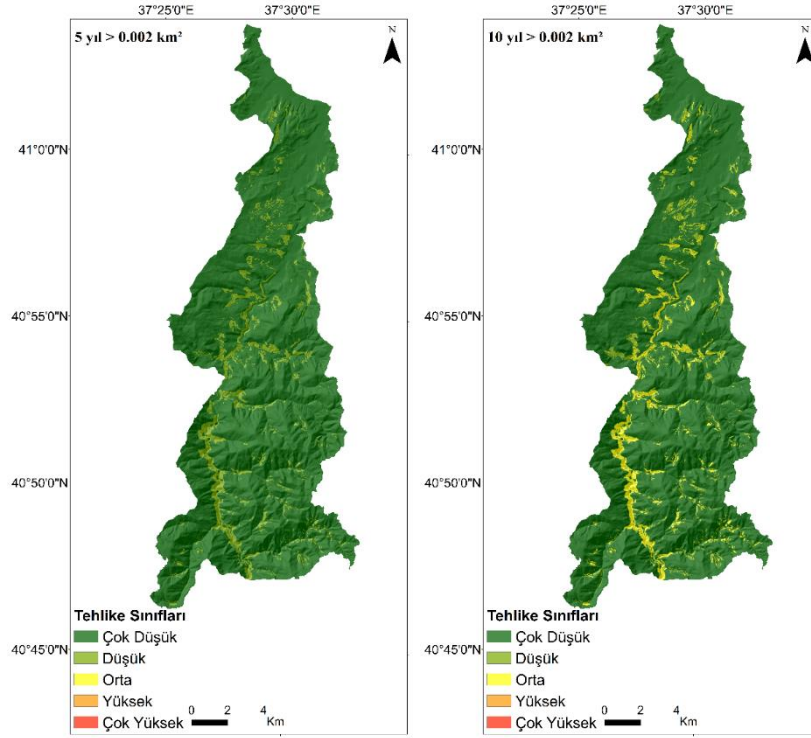 37°25'0"E 37°30'0"E
5 yıl > 0.002 km²
N
41°0'0"N
40°55'0"N
40°50'0"N
40°45'0"N
Tehlike Sınıfları
Çok Düşük
Düşük
Orta
Yüksek
Çok Yüksek
0 2 4
Km
37°25'0"E 37°30'0"E
10 yıl > 0.002 km²
N
41°0'0"N
40°55'0"N
40°50'0"N
40°45'0"N
Tehlike Sınıfları
Çok Düşük
Düşük
Orta
Yüksek
Çok Yüksek
0 2 4
Km